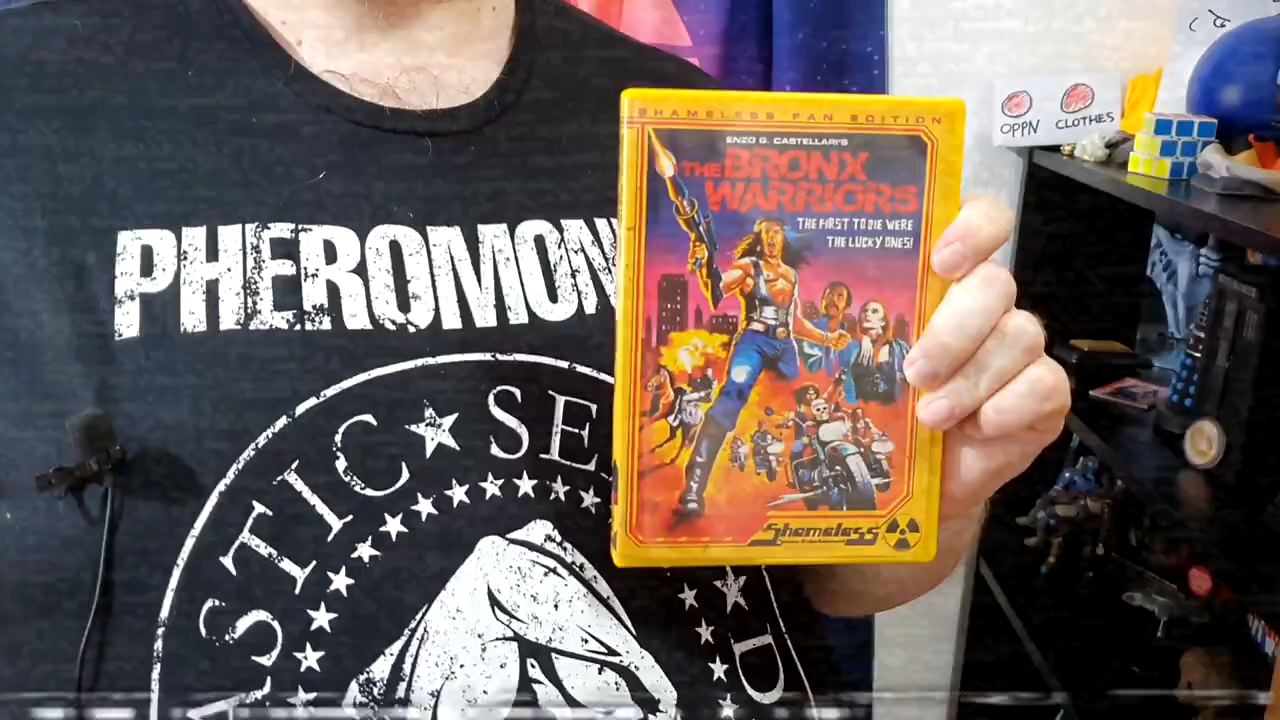 SHAMELESS FAN EDITION
ENZO G. CASTELLARI'S
THE BRONX
WARRIORS
THE FIRST TO DIE WERE
THE LUCKY ONES!
Shameless
PHEROMON
ASTIC ★ SE
D
OPPN
CLOTHES